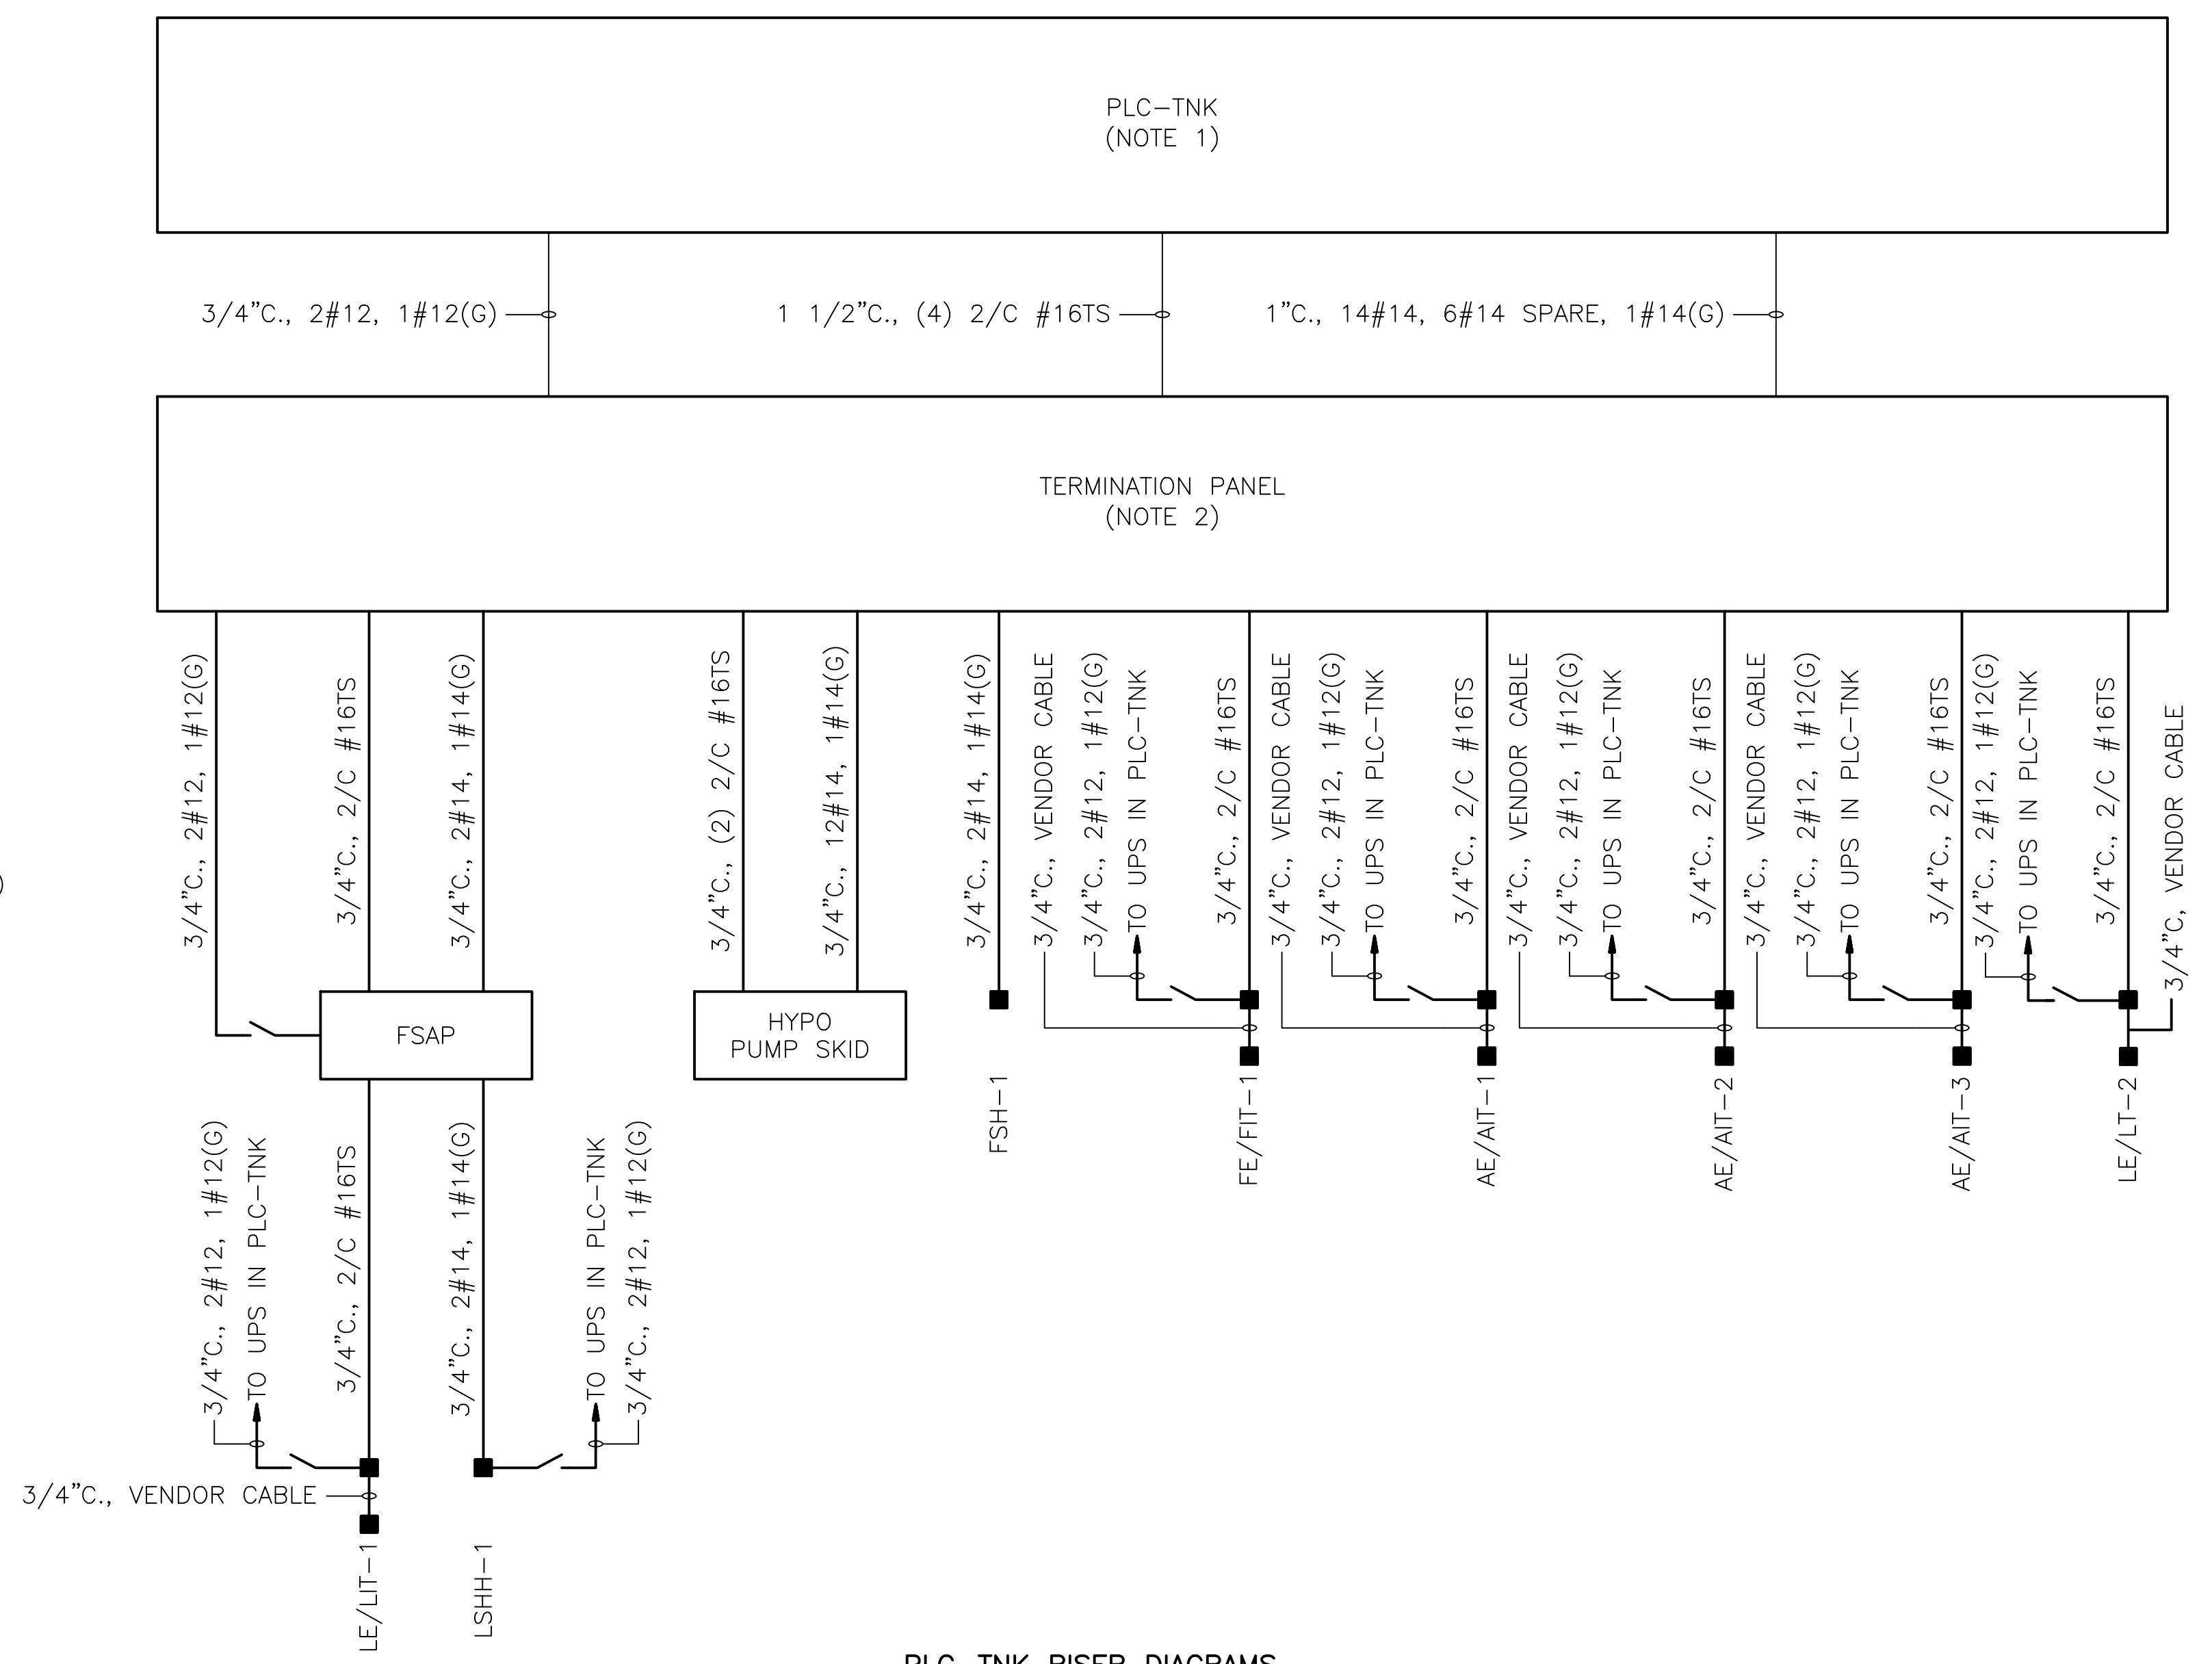 PLC-TNK
(NOTE 1)
3/4"C., 2#12, 1#12(G)
1 1/2"C., (4) 2/C #16TS
1"C., 14#14, 6#14 SPARE, 1#14(G)
TERMINATION PANEL
(NOTE 2)
3/4"C., 2#12, 1#12(G)
3/4"C., 2/C #16TS
3/4"C., 2#14, 1#14(G)
3/4"C., (2) 2/C #16TS
3/4"C., 12#14, 1#14(G)
3/4"C., 2#14, 1#14(G)
3/4"C., VENDOR CABLE
3/4"C., 2#12, 1#12(G)
TO UPS IN PLC-TNK
3/4"C., 2/C #16TS
3/4"C., VENDOR CABLE
3/4"C., 2#12, 1#12(G)
TO UPS IN PLC-TNK
3/4"C., 2/C #16TS
3/4"C., VENDOR CABLE
3/4"C., 2#12, 1#12(G)
TO UPS IN PLC-TNK
3/4"C., 2/C #16TS
3/4"C., VENDOR CABLE
3/4"C., 2#12, 1#12(G)
TO UPS IN PLC-TNK
3/4"C., 2/C #16TS
3/4"C., 2#12, 1#12(G)
TO UPS IN PLC-TNK
3/4"C., 2/C #16TS
3/4"C, VENDOR CABLE
)
FSAP
HYPO
PUMP SKID
FSH-1
FE/FIT-1
AE/AIT-1
AE/AIT-2
AE/AIT-3
LE/LT-2
3/4"C., 2#12, 1#12(G)
TO UPS IN PLC-TNK
3/4"C., 2/C #16TS
3/4"C., 2#14, 1#14(G)
TO UPS IN PLC-TNK
3/4"C., 2#12, 1#12(G)
3/4"C., VENDOR CABLE
LE/LIT-1
LSHH-1
PLC-TNK RISER DIAGRAMS